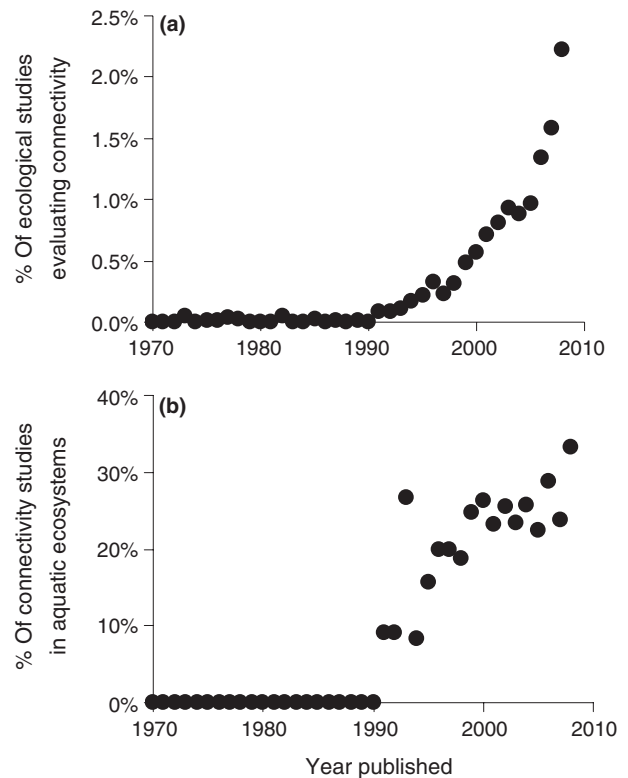 (a)
% Of ecological studies
evaluating connectivity
2.5%
2.0%
1.5%
1.0%
0.5%
0.0%
1970 1980 1990 2000 2010
(b)
% Of connectivity studies
in aquatic ecosystems
40%
30%
20%
10%
0%
1970 1980 1990 2000 2010
Year published